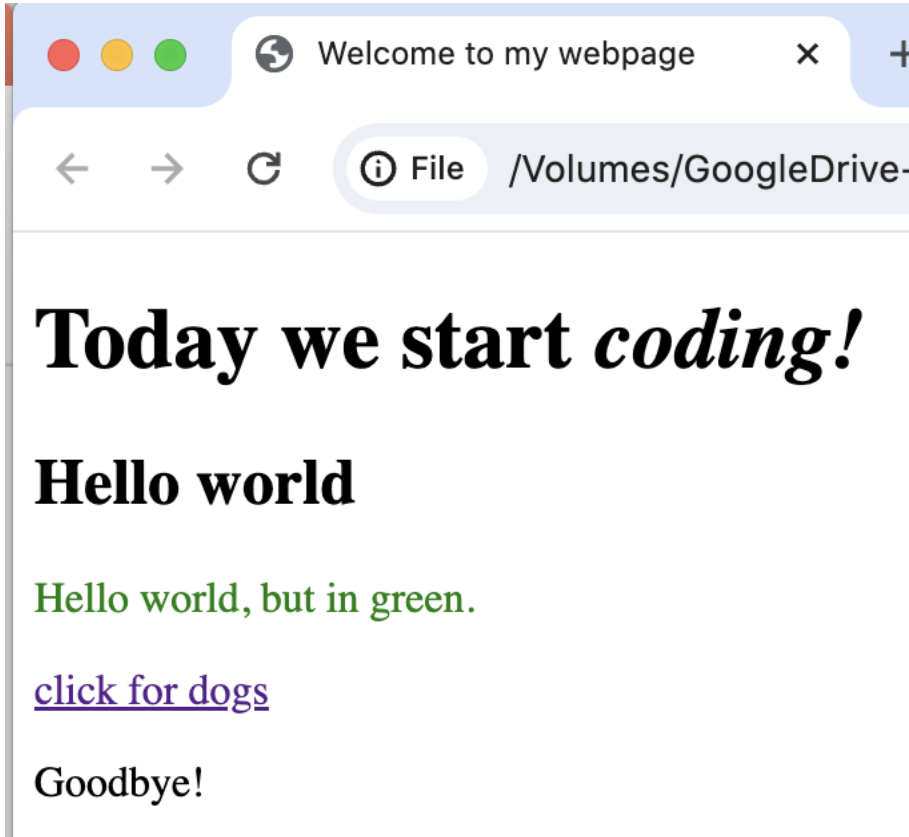 Welcome to my webpage
File /Volumes/GoogleDrive-
Today we start coding!
Hello world
Hello world, but in green.
click for dogs
Goodbye!